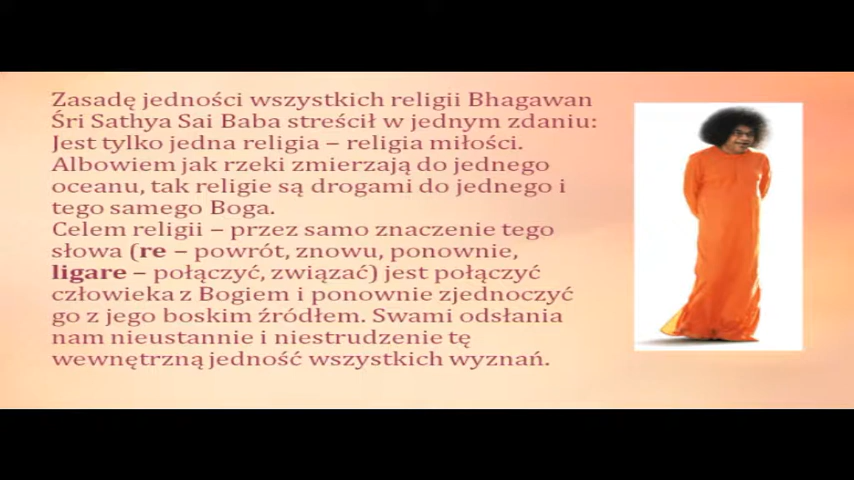 Zasadę jedności wszystkich religii Bhagawan
Śri Sathya Sai Baba streścił w jednym zdaniu:
Jest tylko jedna religia – religia miłości.
Albowiem jak rzeki zmierzają do jednego
oceanu, tak religie są drogami do jednego i
tego samego Boga.
Celem religii – przez samo znaczenie tego
słowa (re – powrót, znowu, ponownie,
ligare – połączyć, związać) jest połączyć
człowieka z Bogiem i ponownie zjednoczyć
go z jego boskim źródłem. Swami odsłania
nam nieustannie i niestrudzenie tę
wewnętrzną jedność wszystkich wyznań.